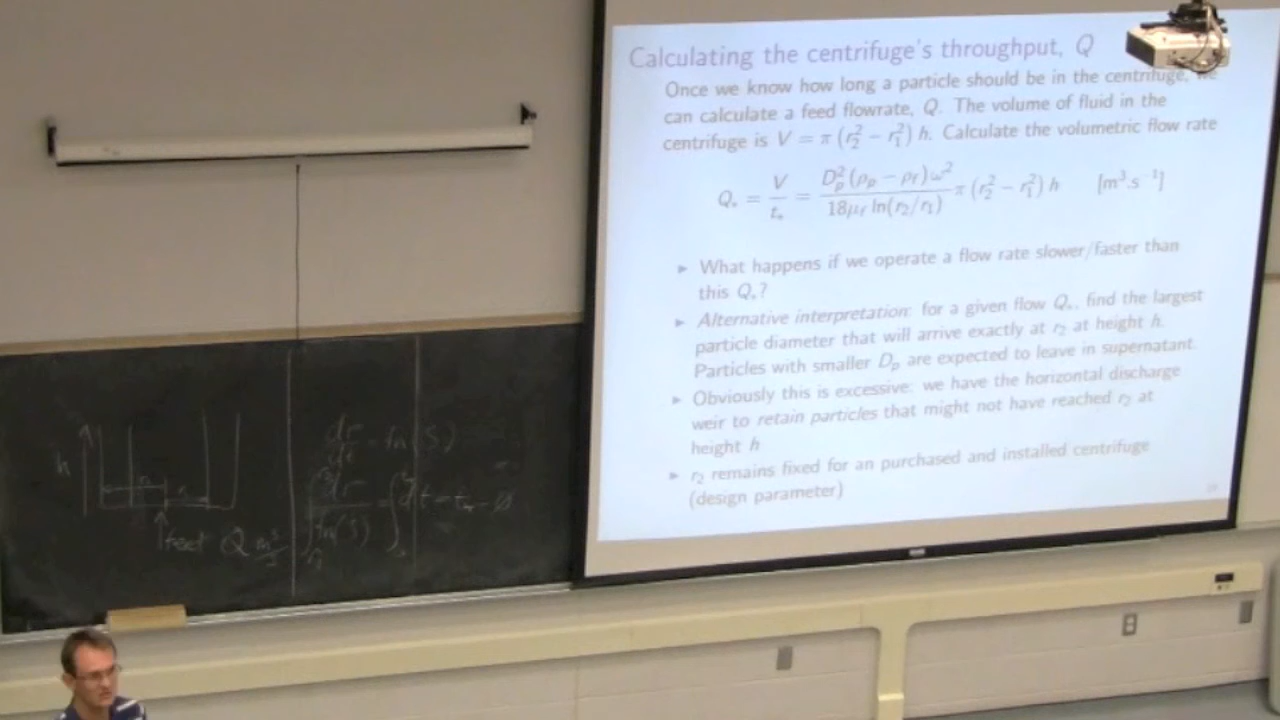 Calculating the centrifuge's throughput, Q
Once we know how long a particle should be in the centrifuge, we
can calculate a feed flowrate, Q. The volume of fluid in the
centrifuge is V = π (r₂² − r₁²) h. Calculate the volumetric flow rate
Q* = V/t* = D_p² (ρ_p − ρ_f) ω² / 18μ_f ln(r₂/r₁) π (r₂² − r₁²) h [m³.s⁻¹]
► What happens if we operate a flow rate slower/faster than
this Q*?
► Alternative interpretation: for a given flow Q*, find the largest
particle diameter that will arrive exactly at r₂ at height h.
Particles with smaller D_p are expected to leave in supernatant.
► Obviously this is excessive: we have the horizontal discharge
weir to retain particles that might not have reached r₂ at
height h
► r₂ remains fixed for an purchased and installed centrifuge
(design parameter)
h
feed Q m³/s